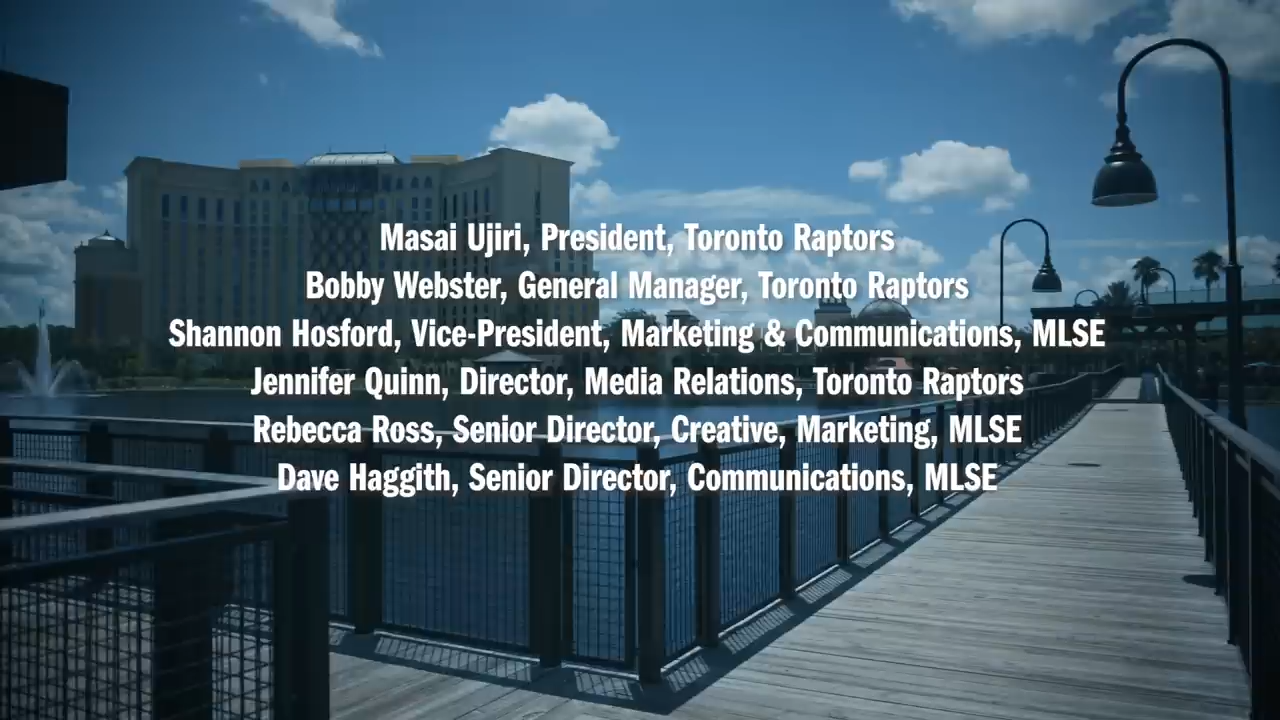 Masai Ujiri, President, Toronto Raptors
Bobby Webster, General Manager, Toronto Raptors
Shannon Hosford, Vice-President, Marketing & Communications, MLSE
Jennifer Quinn, Director, Media Relations, Toronto Raptors
Rebecca Ross, Senior Director, Creative, Marketing, MLSE
Dave Haggith, Senior Director, Communications, MLSE